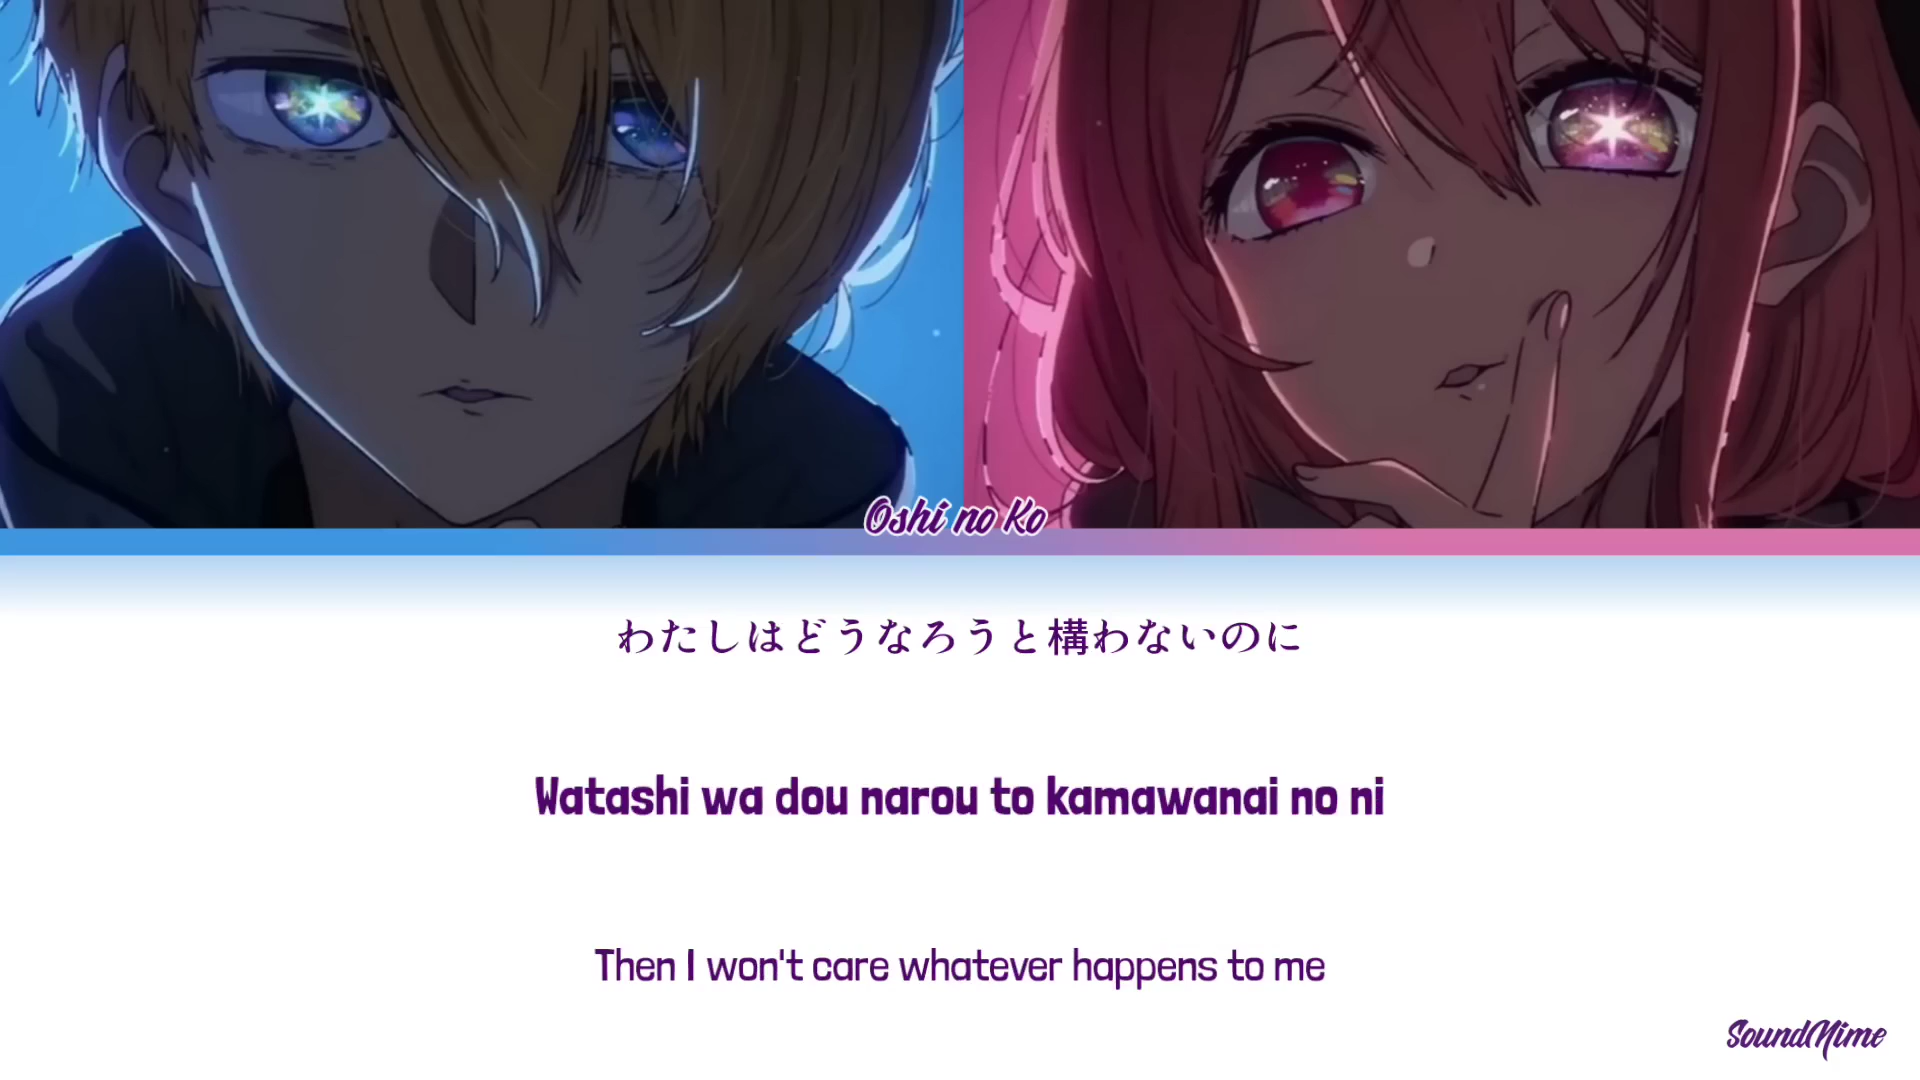 Oshi no Ko
わたしはどうなろうと構わないのに
Watashi wa dou narou to kamawanai no ni
Then I won't care whatever happens to me
SoundNime